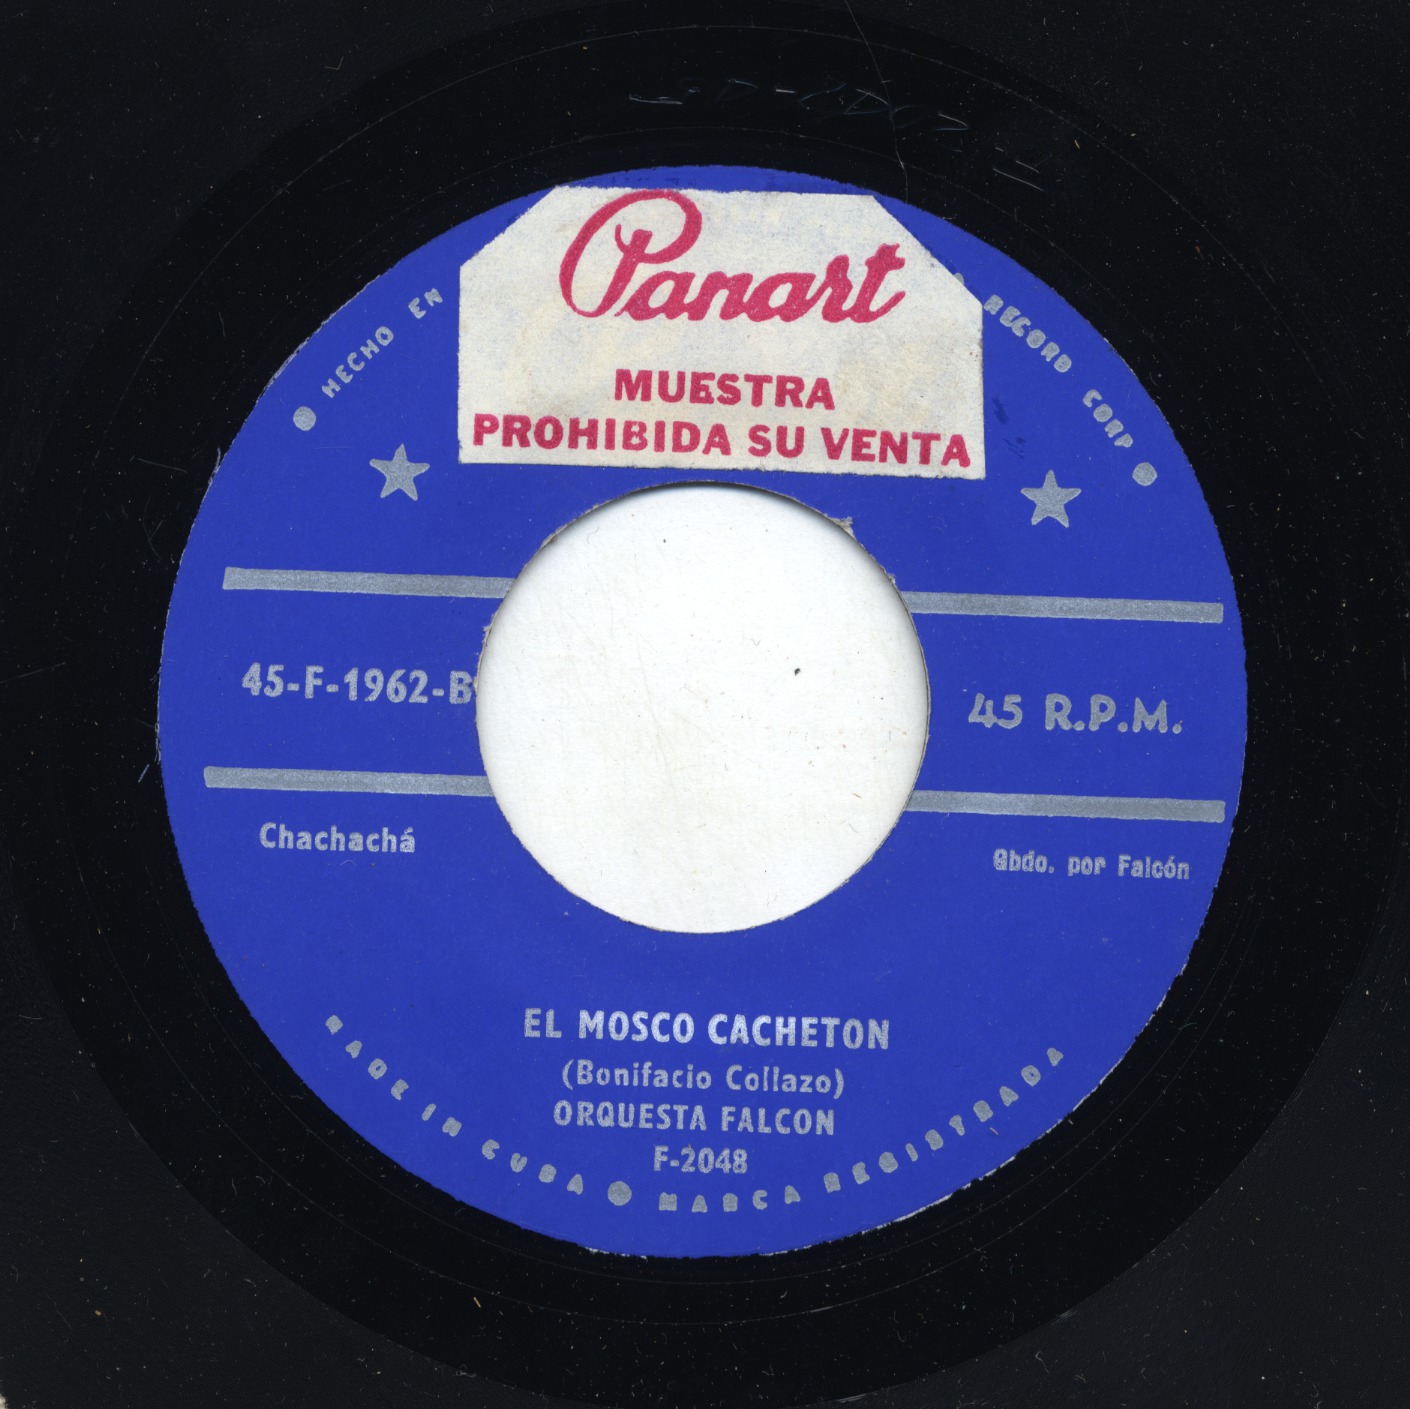 Panart
MUESTRA
PROHIBIDA SU VENTA
HECHO EN
RECORD CORP
45-F-1962-B
45 R.P.M.
Chachachá
Gbdo. por Falcón
EL MOSCO CACHETON
(Bonifacio Collazo)
ORQUESTA FALCON
F-2048
MADE IN CUBA ● MARCA REGISTRADA